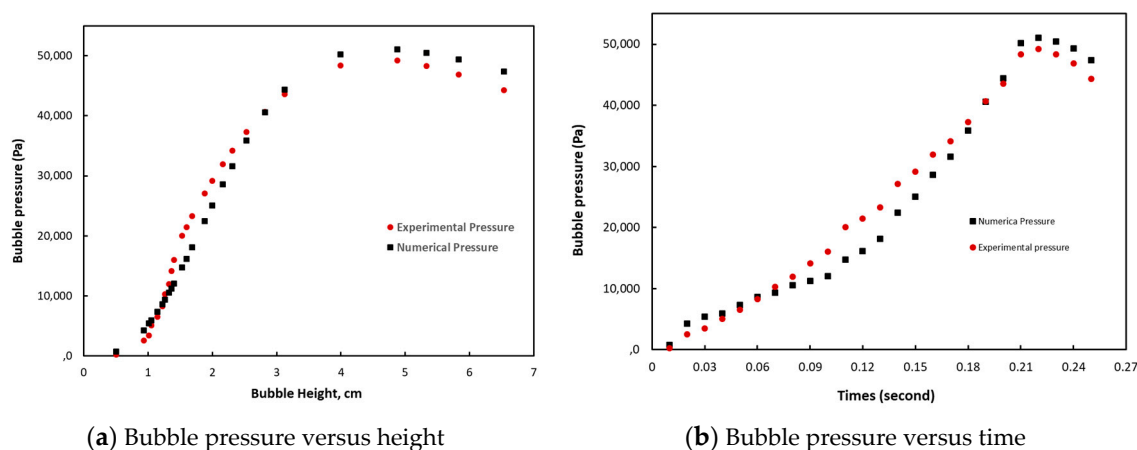 50,000
40,000
30,000
20,000
10,000
,0
Bubble pressure (Pa)
Experimental Pressure
Numerical Pressure
0 1 2 3 4 5 6 7
Bubble Height, cm
(a) Bubble pressure versus height
50,000
40,000
30,000
20,000
10,000
,0
Bubble pressure (Pa)
Numerica Pressure
Experimental pressure
0 0.03 0.06 0.09 0.12 0.15 0.18 0.21 0.24 0.27
Times (second)
(b) Bubble pressure versus time